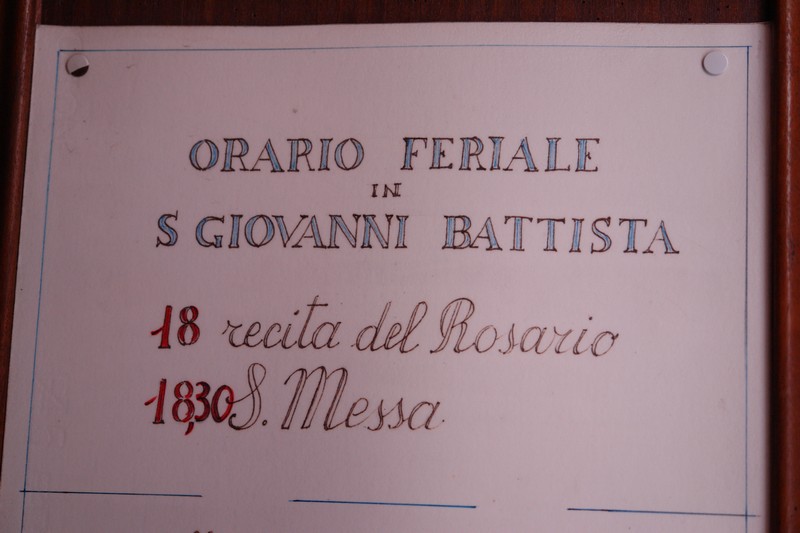 ORARIO FERIALE
IN
S GIOVANNI BATTISTA
18 recita del Rosario
18,30 S. Messa